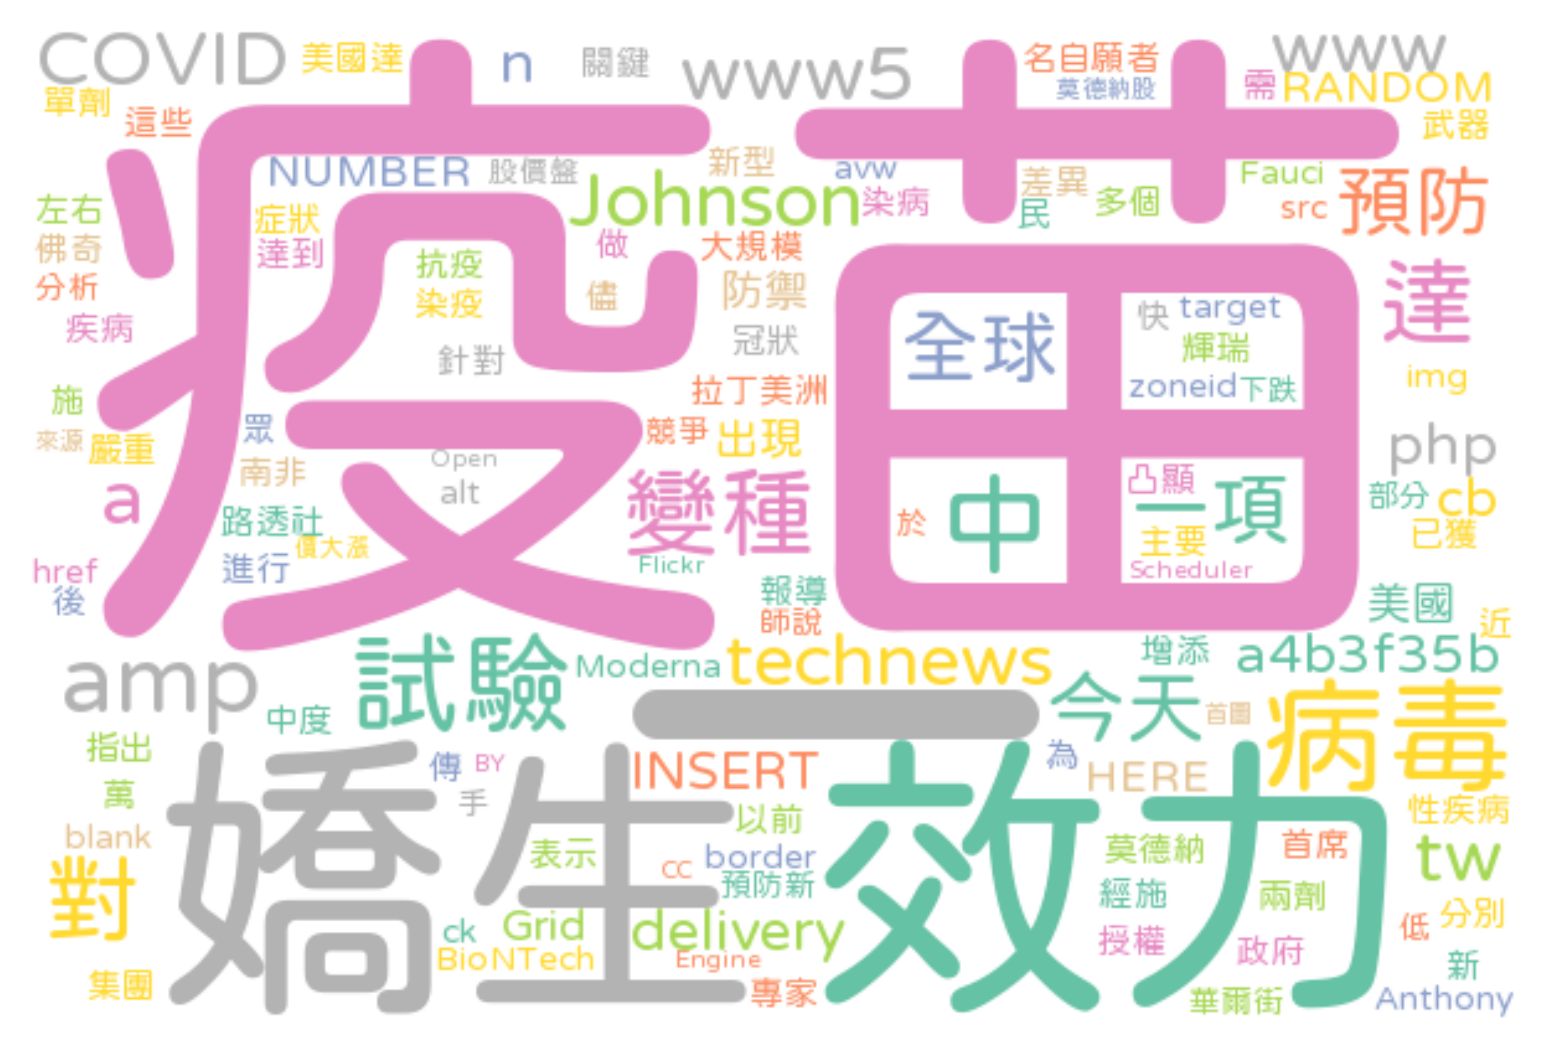 COVID
美國達
n
關鍵
www5
名自願者
www
莫德納股
需
RANDOM
單劑
這些
武器
疫苗
NUMBER
股價盤
新型
avw
差異
Fauci
預防
Johnson
染病
民
多個
src
左右
症狀
佛奇
達到
做
大規模
分析
抗疫
染疫
儘
防禦
達
疾病
針對
冠狀
全球
快
target
輝瑞
zoneid
下跌
img
拉丁美洲
施
來源
嚴重
眾
競爭
出現
php
南非
Open
alt
a
變種
中
凸顯
一項
於
主要
Scheduler
部分
cb
已獲
路透社
價大漲
進行
href
後
Flickr
報導
師說
美國
近
amp
中度
試驗
Moderna
technews
增添
a4b3f35b
一
今天
首圖
病毒
指出
傳
BY
INSERT
為
HERE
萬
手
嬌生
效力
以前
性疾病
blank
表示
cc
border
預防新
莫德納
首席
tw
對
經施
兩劑
ck
Grid
delivery
授權
政府
低
分別
BioNTech
Engine
集團
專家
華爾街
新
Anthony